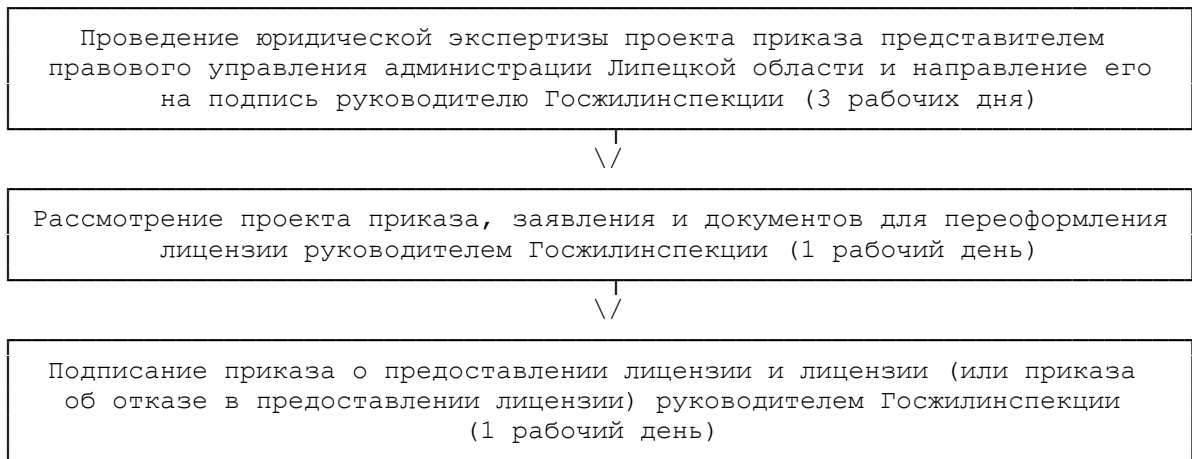 Проведение юридической экспертизы проекта приказа представителем
правового управления администрации Липецкой области и направление его
на подпись руководителю Госжилинспекции (3 рабочих дня)
\/
Рассмотрение проекта приказа, заявления и документов для переоформления
лицензии руководителем Госжилинспекции (1 рабочий день)
\/
Подписание приказа о предоставлении лицензии и лицензии (или приказа
об отказе в предоставлении лицензии) руководителем Госжилинспекции
(1 рабочий день)